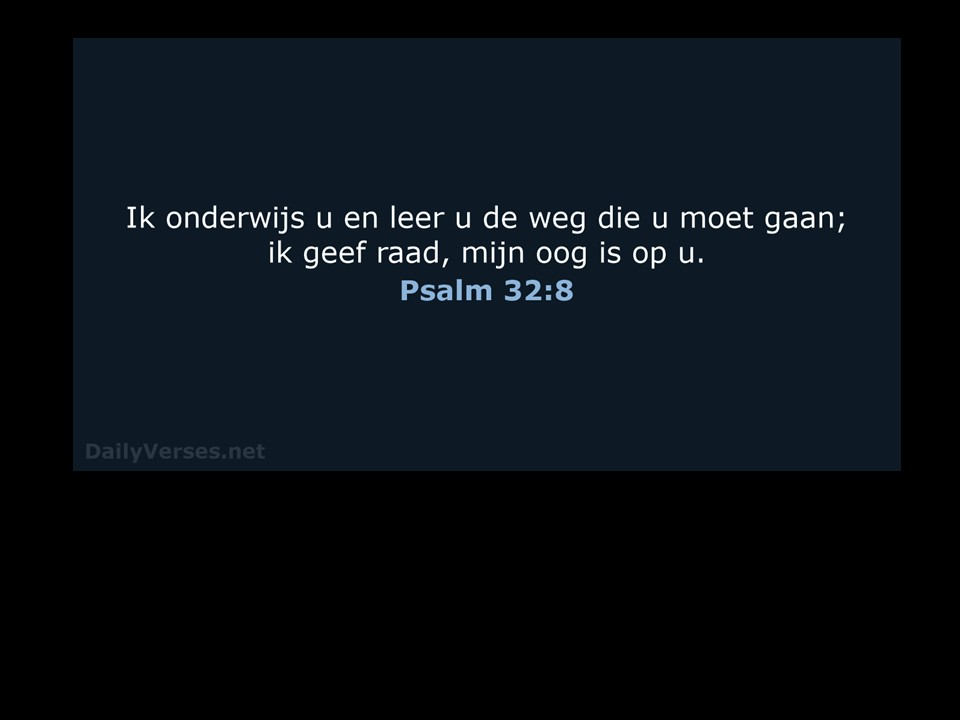 Ik onderwijs u en leer u de weg die u moet gaan;
ik geef raad, mijn oog is op u.
Psalm 32:8
DailyVerses.net